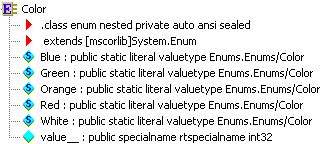 E Color
.class enum nested private auto ansi sealed
extends [mscorlib]System.Enum
S Blue : public static literal valuetype Enums.Enums/Color
S Green : public static literal valuetype Enums.Enums/Color
S Orange : public static literal valuetype Enums.Enums/Color
S Red : public static literal valuetype Enums.Enums/Color
S White : public static literal valuetype Enums.Enums/Color
value__ : public specialname rtspecialname int32